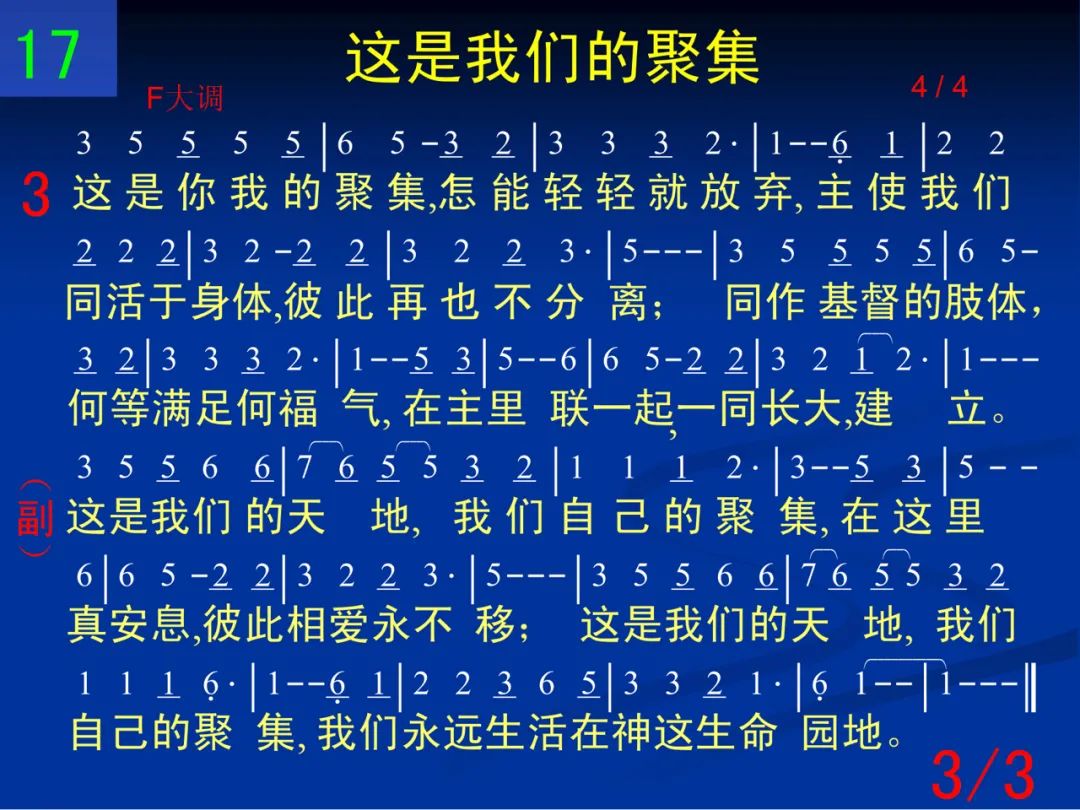 17
这是我们的聚集
F大调
4 / 4
3 5 5 5 5|6 5 -3 2|3 3 3 2·|1--6 1|2 2
3
这是你我的聚集,怎能轻轻就放弃,主使我们
2 2 2|3 2 -2 2|3 2 2 3·|5---|3 5 5 5 5|6 5-
同活于身体,彼此再也不分 离； 同作基督的肢体，
3 2|3 3 3 2·|1--5 3|5--6|6 5-2 2|3 2 1 2·|1---
何等满足何福 气,在主里 联一起,一同长大,建 立。
3 5 5 6 6|7 6 5 5 3 2|1 1 1 2·|3--5 3|5 - -
（副）
这是我们的天 地, 我们自己的聚 集,在这里
6|6 5 -2 2|3 2 2 3·|5---|3 5 5 6 6|7 6 5 5 3 2
真安息,彼此相爱永不 移； 这是我们的天 地, 我们
1 1 1 6·|1--6 1|2 2 3 6 5|3 3 2 1·|6 1--|1---‖
自己的聚 集,我们永远生活在神这生命 园地。
3/3